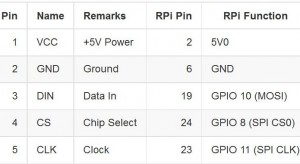 Pin Name Remarks RPi Pin RPi Function
1 VCC +5V Power 2 5V0
2 GND Ground 6 GND
3 DIN Data In 19 GPIO 10 (MOSI)
4 CS Chip Select 24 GPIO 8 (SPI CS0)
5 CLK Clock 23 GPIO 11 (SPI CLK)